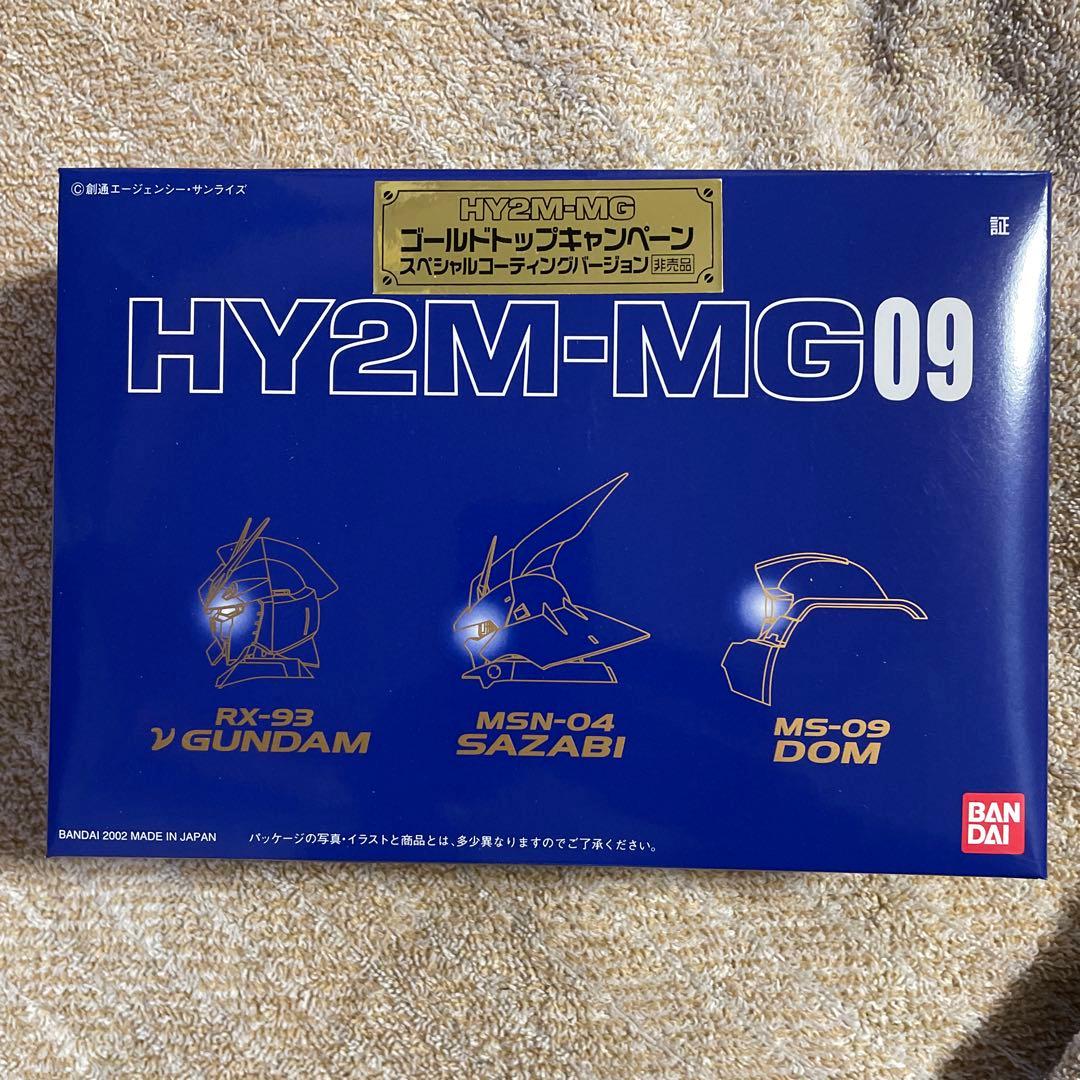 ©創通エージェンシー・サンライズ
HY2M-MG
ゴールドトップキャンペーン
スペシャルコーティングバージョン 非売品
証
HY2M-MG09
RX-93
ν GUNDAM
MSN-04
SAZABI
MS-09
DOM
BAN
DAI
BANDAI 2002 MADE IN JAPAN
パッケージの写真・イラストと商品とは、多少異なりますのでご了承ください。